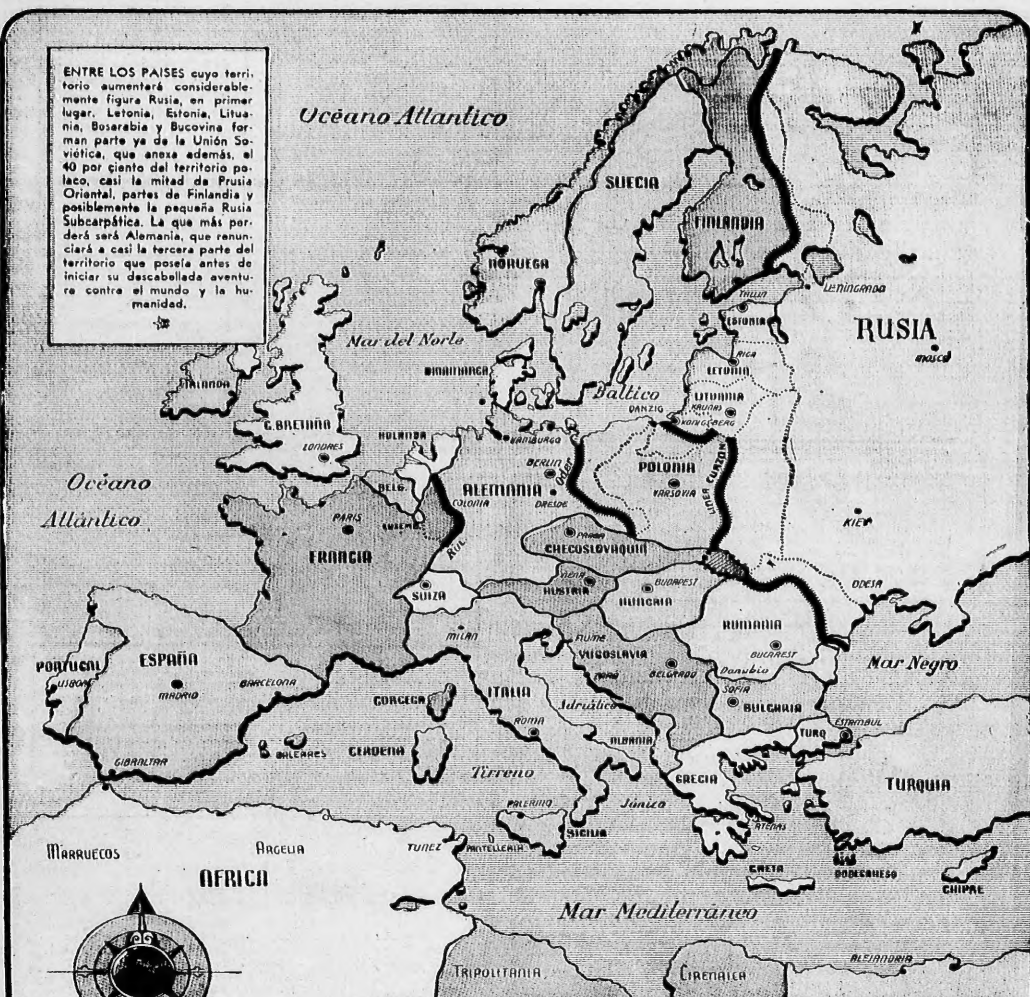 ENTRE LOS PAISES cuyo terri-
torio aumentará considerable-
mente figura Rusia, en primer
lugar. Letonia, Estonia, Litua-
nia, Besarabia y Bucovina for-
man parte ya de la Unión So-
viética, que anexa además, el
40 por ciento del territorio po-
laco, casi la mitad de Prusia
Oriental, partes de Finlandia y
posiblemente la pequeña Rusia
Subcarpática. La que más per-
derá será Alemania, que renun-
ciará a casi la tercera parte del
territorio que poseía antes de
iniciar su descabellada aventu-
ra contra el mundo y la hu-
manidad.
Océano Atlantico
SUECIA
FINLANDIA
NORUEGA
LENINGRADO
TALLIN
ESTONIA
RUSIA
MOSCU
Mar del Norte
RIGA
LETONIA
DINAMARCA
Báltico
IRLANDA
LITUANIA
KAUNAS
DANZIG
KONIGSBERG
G. BRETAÑA
HOLANDA
HAMBURGO
LONDRES
BERLIN
Oder
POLONIA
LINEA CURZON
Océano
Atlántico
BELG.
ALEMANIA
VARSOVIA
COLONIA
DRESDE
PARIS
LUXEMB.
KIEV
FRANCIA
PRAGA
CHECOSLOVAQUIA
VIENA
AUSTRIA
SUIZA
BUDAPEST
HUNGRIA
ODESA
MILAN
RUMANIA
FIUME
VUGOSLAVIA
BUCAREST
PORTUGAL
ESPAÑA
LISBOA
MADRID
BARCELONA
ITALIA
BELGRADO
Danubio
Mar Negro
CORCEGA
ZARA
SOFIA
Adriático
BULGARIA
ROMA
ESTAMBUL
BALEARES
CERDEÑA
ALBANIA
TURQ
GIBRALTAR
Tirreno
GRECIA
TURQUIA
PALERMO
Jónico
SICILIA
ATENAS
MARRUECOS
ARGELIA
TUNEZ
PANTELLERIA
ISLAS
DODECANESO
AFRICA
CRETA
CHIPRE
Mar Mediterráneo
ALEJANDRIA
TRIPOLITANIA
CIRENAICA